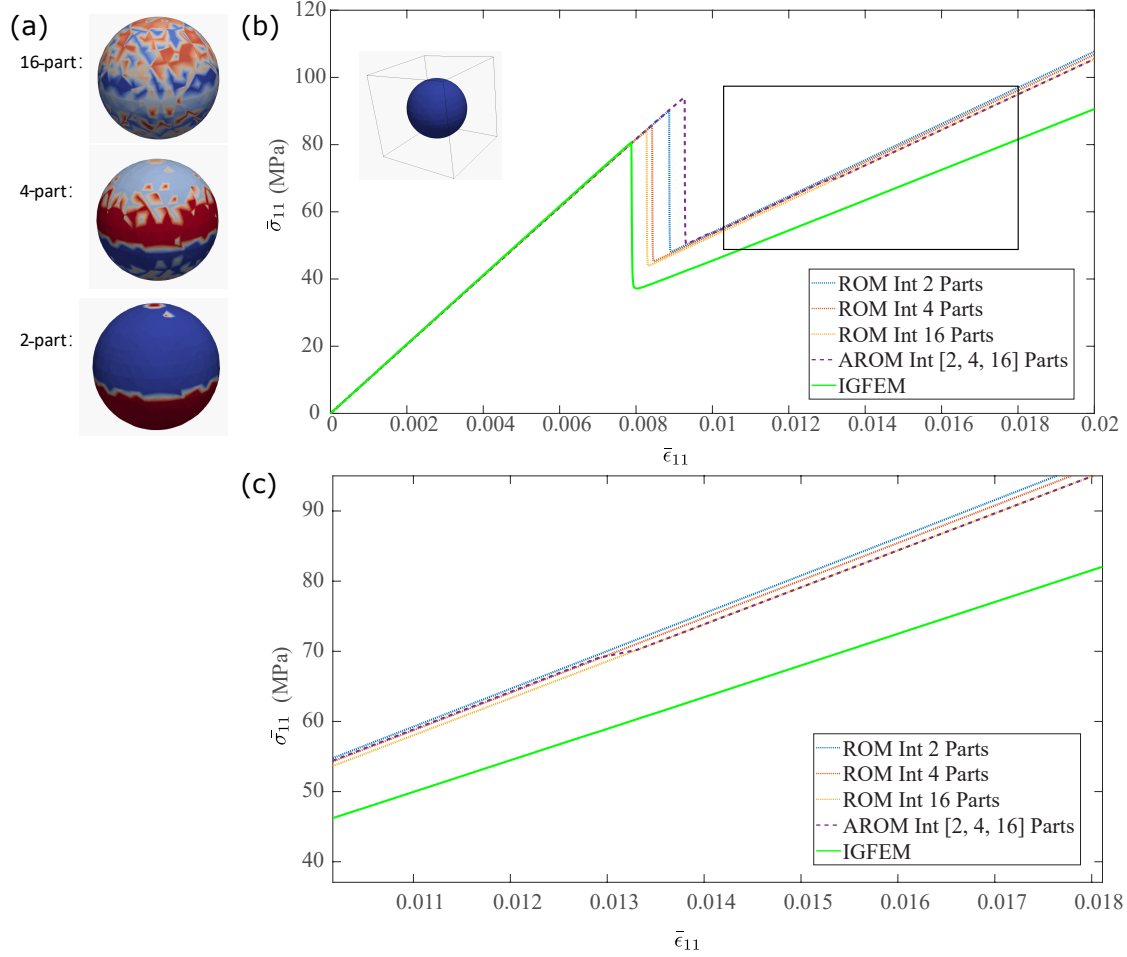 (a)
16-part:
4-part:
2-part:
(b)
120
100
80
60
40
20
0
σ̄₁₁ (MPa)
0 0.002 0.004 0.006 0.008 0.01 0.012 0.014 0.016 0.018 0.02
ε̄₁₁
ROM Int 2 Parts
ROM Int 4 Parts
ROM Int 16 Parts
AROM Int [2, 4, 16] Parts
IGFEM
(c)
90
80
70
60
50
40
σ̄₁₁ (MPa)
0.011 0.012 0.013 0.014 0.015 0.016 0.017 0.018
ε̄₁₁
ROM Int 2 Parts
ROM Int 4 Parts
ROM Int 16 Parts
AROM Int [2, 4, 16] Parts
IGFEM